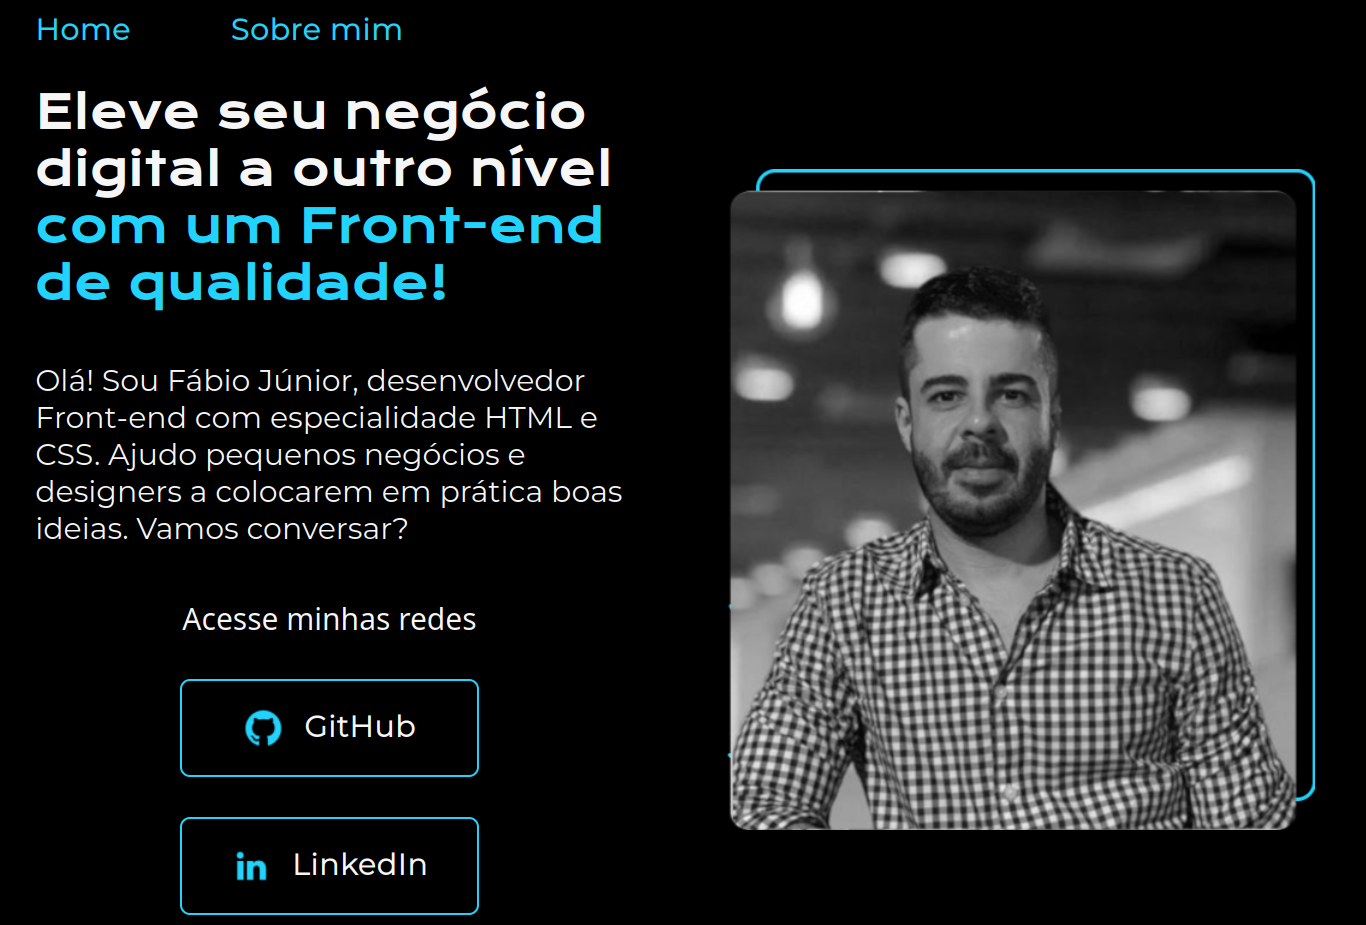 Home
Sobre mim
Eleve seu negócio
digital a outro nível
com um Front-end
de qualidade!
Olá! Sou Fábio Júnior, desenvolvedor
Front-end com especialidade HTML e
CSS. Ajudo pequenos negócios e
designers a colocarem em prática boas
ideias. Vamos conversar?
Acesse minhas redes
GitHub
in LinkedIn